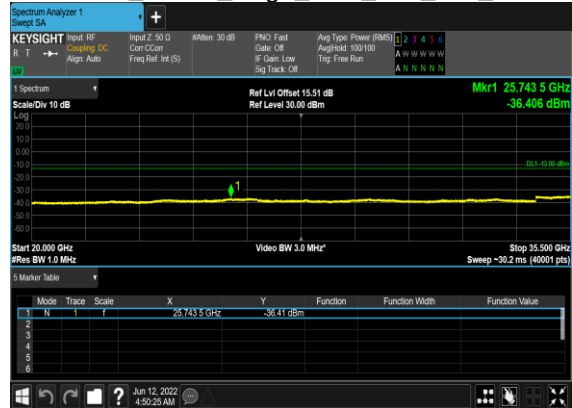 Spectrum Analyzer 1
Swept SA
+
KEYSIGHT Input: RF Input Z: 50 Ω #Atten: 30 dB PNO: Fast Avg Type: Power (RMS) 1 2 3 4 5 6
R T Coupling: DC Corr CCorr Gate: Off Avg|Hold: 100/100 A W W W W W
Align: Auto Freq Ref: Int (S) IF Gain: Low Trig: Free Run
Sig Track: Off A N N N N N
1 Spectrum Ref Lvl Offset 15.51 dB Mkr1 25.743 5 GHz
Scale/Div 10 dB Ref Level 30.00 dBm -36.406 dBm
Log
20.0
10.0
0.00
-10.0 DL1 -13.00 dBm
-20.0
-30.0 1
-40.0
-50.0
-60.0
Start 20.000 GHz Video BW 3.0 MHz* Stop 35.500 GHz
#Res BW 1.0 MHz Sweep ~30.2 ms (40001 pts)
5 Marker Table
Mode Trace Scale X Y Function Function Width Function Value
1 N 1 f 25.743 5 GHz -36.41 dBm
2
3
4
5
6
? Jun 12, 2022
4:50:25 AM